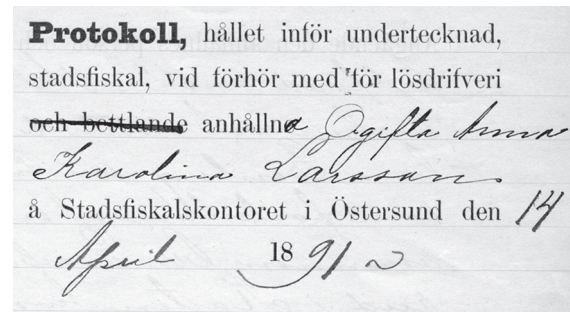 Protokoll, hållet inför undertecknad,
stadsfiskal, vid förhör med för lösdrifveri
och bettlande anhållna Ogifta Anna
Karolina Larsson
å Stadsfiskalskontoret i Östersund den 14
April 1891